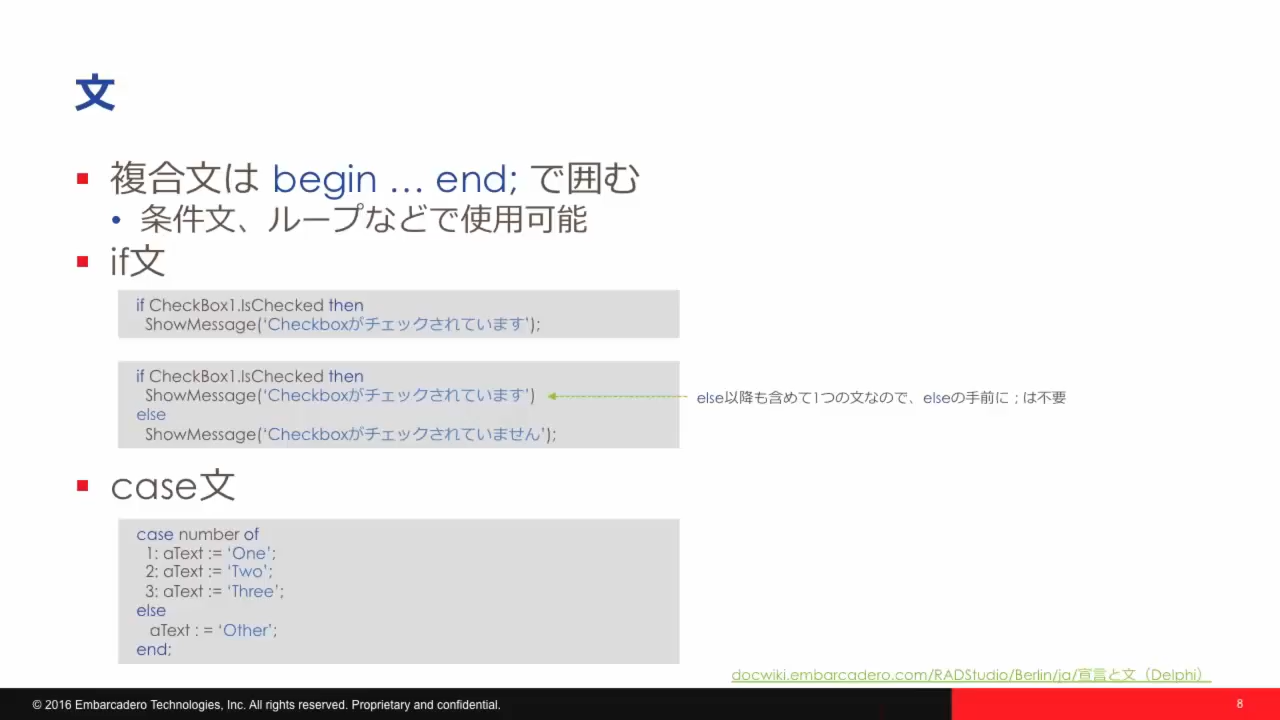 文
複合文は begin … end; で囲む
条件文、ループなどで使用可能
if文
if CheckBox1.IsChecked then
ShowMessage(‘Checkboxがチェックされています’);
if CheckBox1.IsChecked then
ShowMessage(‘Checkboxがチェックされています’)
else以降も含めて1つの文なので、elseの手前に ; は不要
else
ShowMessage(‘Checkboxがチェックされていません’);
case文
case number of
1: aText := ‘One’;
2: aText := ‘Two’;
3: aText := ‘Three’;
else
aText : = ‘Other’;
end;
docwiki.embarcadero.com/RADStudio/Berlin/ja/宣言と文（Delphi）
© 2016 Embarcadero Technologies, Inc. All rights reserved. Proprietary and confidential.
8